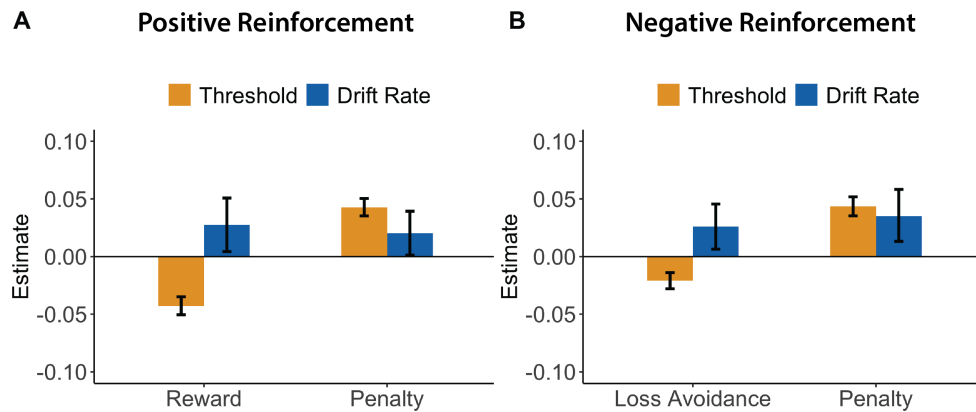 A
Positive Reinforcement
Threshold
Drift Rate
0.10
0.05
0.00
-0.05
-0.10
Estimate
Reward
Penalty
B
Negative Reinforcement
Threshold
Drift Rate
0.10
0.05
0.00
-0.05
-0.10
Estimate
Loss Avoidance
Penalty